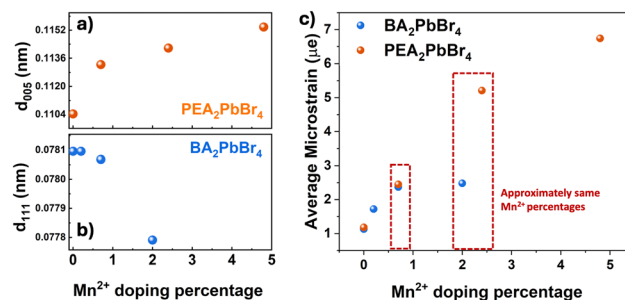 a)
d₀₀₅ (nm)
0.1152
0.1136
0.1120
0.1104
PEA₂PbBr₄
b)
d₁₁₁ (nm)
0.0781
0.0780
0.0779
0.0778
BA₂PbBr₄
0 1 2 3 4 5
Mn²⁺ doping percentage
c)
Average Microstrain (μe)
7
6
5
4
3
2
1
BA₂PbBr₄
PEA₂PbBr₄
Approximately same
Mn²⁺ percentages
0 1 2 3 4 5
Mn²⁺ doping percentage